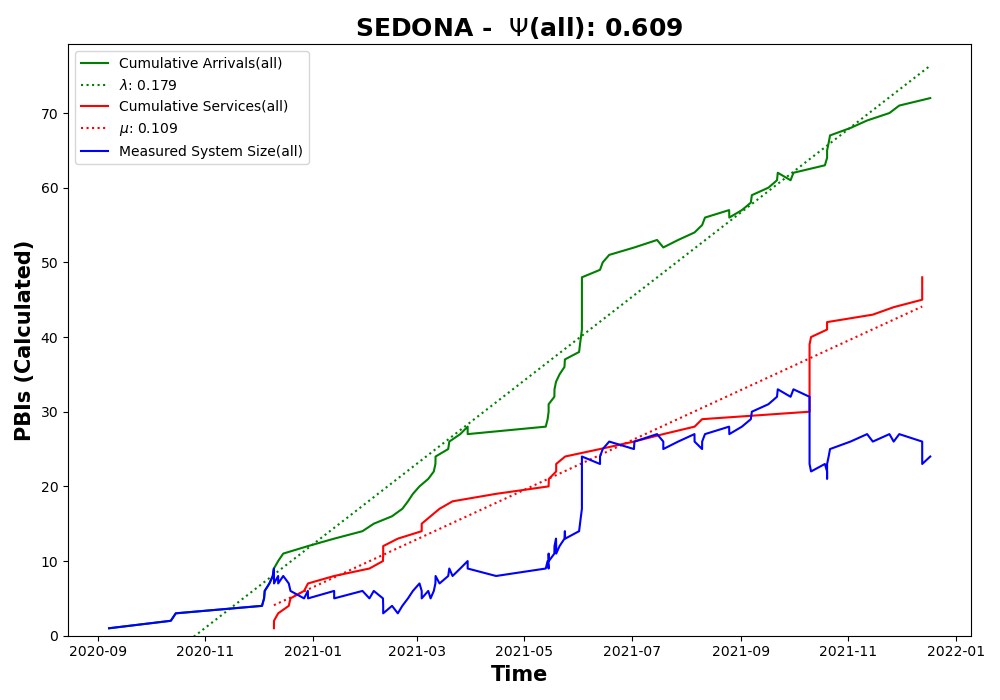 SEDONA -  Ψ(all): 0.609
Cumulative Arrivals(all)
λ: 0.179
Cumulative Services(all)
μ: 0.109
Measured System Size(all)
PBIs (Calculated)
70
60
50
40
30
20
10
0
2020-09 2020-11 2021-01 2021-03 2021-05 2021-07 2021-09 2021-11 2022-01
Time